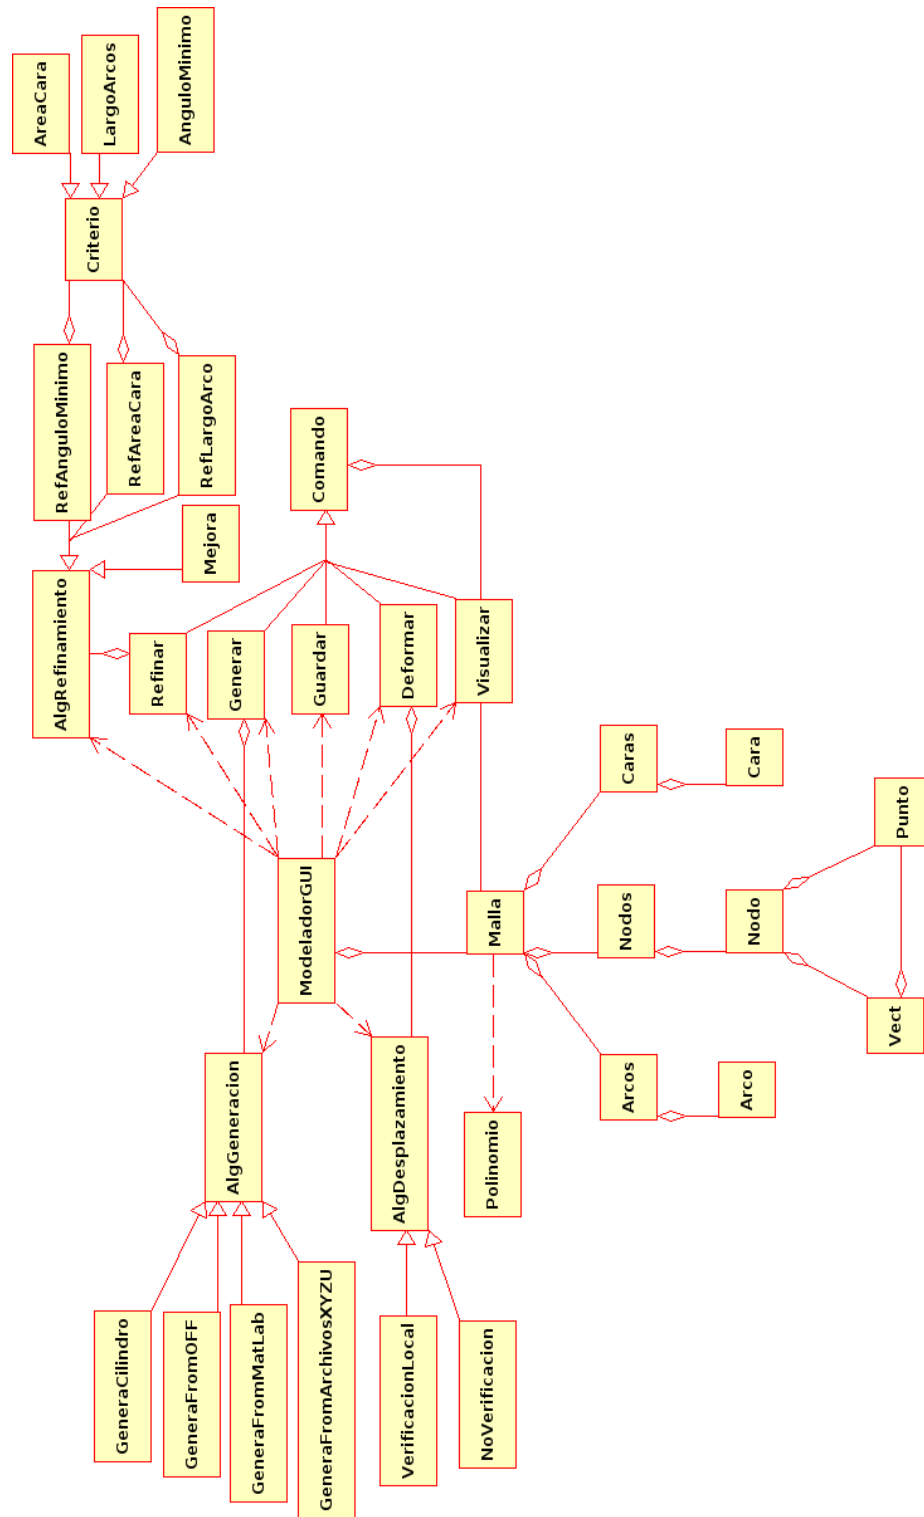 GeneraCilindro
GeneraFromOFF
GeneraFromMatLab
GeneraFromArchivosXYZU
VerificacionLocal
NoVerificacion
AlgGeneracion
AlgDesplazamiento
Polinomio
Arcos
Arco
ModeladorGUI
Malla
Nodos
Nodo
Vect
Punto
Caras
Cara
AlgRefinamiento
Refinar
Generar
Guardar
Deformar
Visualizar
Mejora
Comando
RefAnguloMinimo
RefAreaCara
RefLargoArco
Criterio
AreaCara
LargoArcos
AnguloMinimo